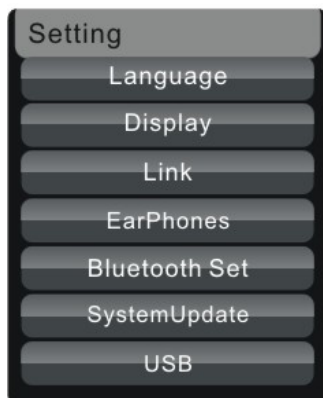 Setting
Language
Display
Link
EarPhones
Bluetooth Set
SystemUpdate
USB